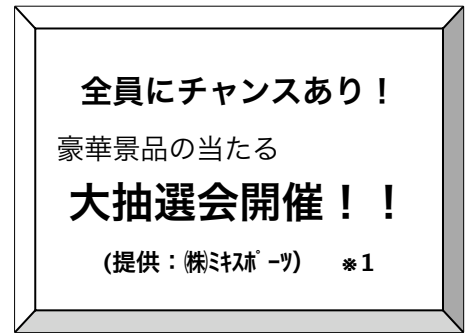 全員にチャンスあり！
豪華景品の当たる
大抽選会開催！！
(提供：㈱ﾐｷｽﾎﾟｰﾂ)　※1